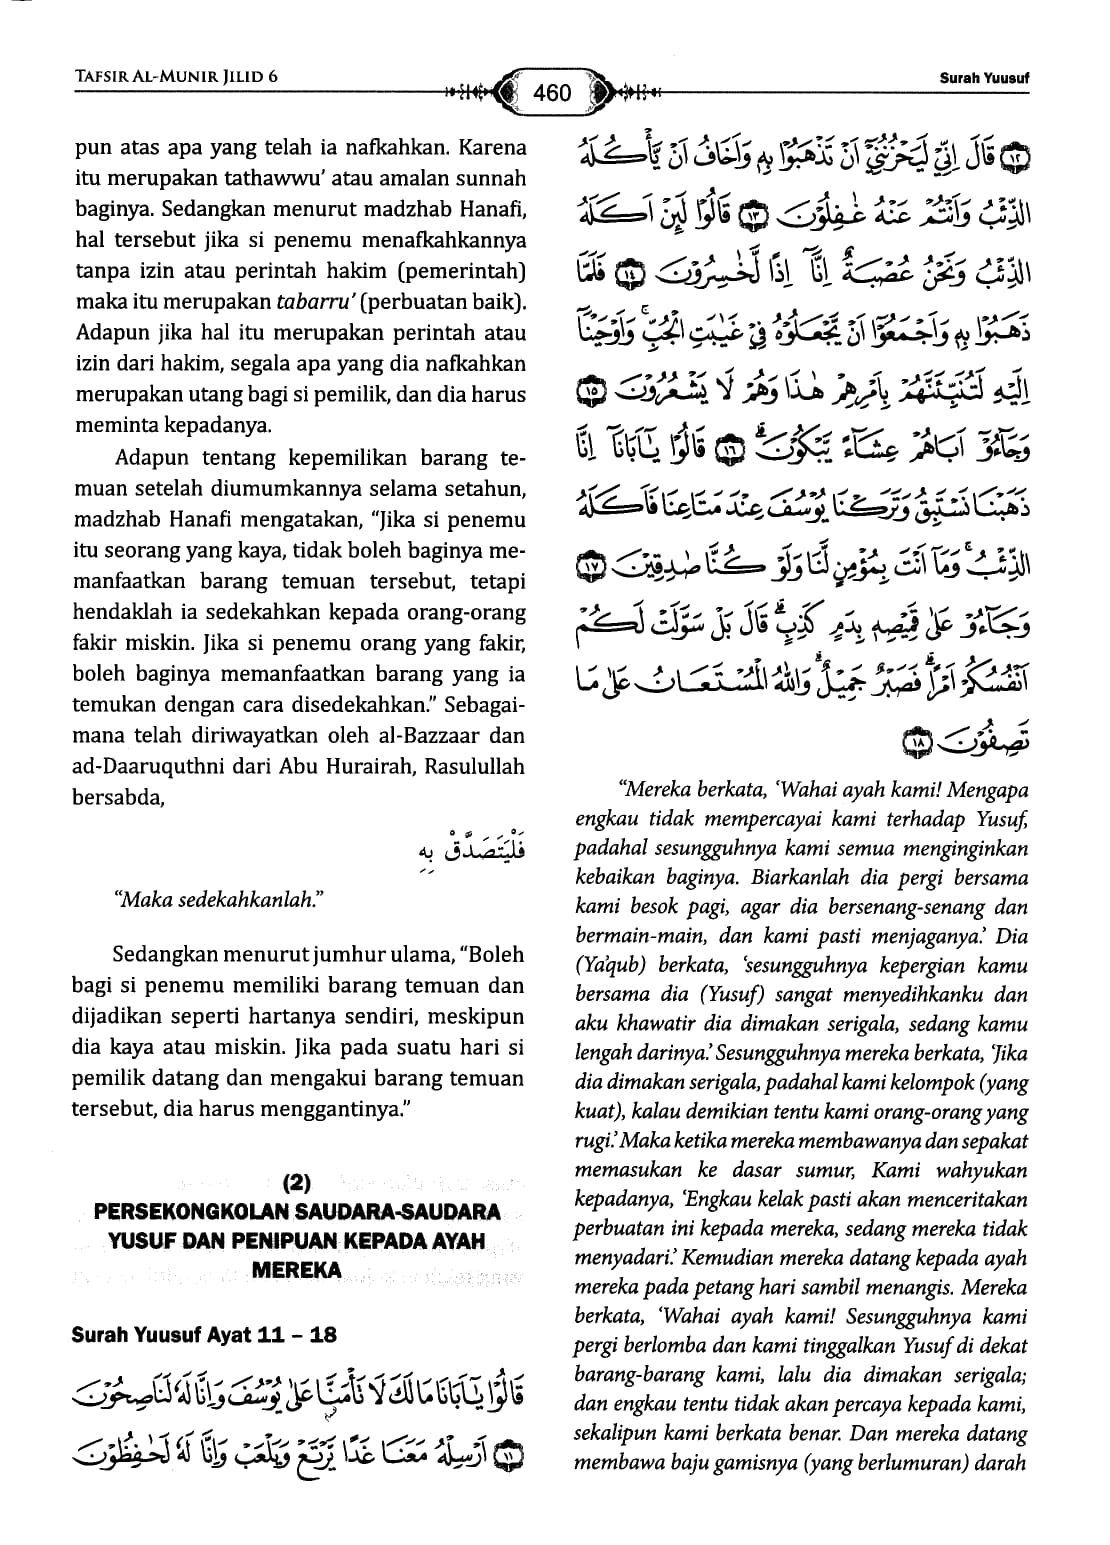 TAFSIR AL-MUNIR JILID 6
460
Surah Yuusuf
pun atas apa yang telah ia nafkahkan. Karena
itu merupakan tathawwu' atau amalan sunnah
baginya. Sedangkan menurut madzhab Hanafi,
hal tersebut jika si penemu menafkahkannya
tanpa izin atau perintah hakim (pemerintah)
maka itu merupakan tabarru' (perbuatan baik).
Adapun jika hal itu merupakan perintah atau
izin dari hakim, segala apa yang dia nafkahkan
merupakan utang bagi si pemilik, dan dia harus
meminta kepadanya.
Adapun tentang kepemilikan barang te-
muan setelah diumumkannya selama setahun,
madzhab Hanafi mengatakan, “Jika si penemu
itu seorang yang kaya, tidak boleh baginya me-
manfaatkan barang temuan tersebut, tetapi
hendaklah ia sedekahkan kepada orang-orang
fakir miskin. Jika si penemu orang yang fakir,
boleh baginya memanfaatkan barang yang ia
temukan dengan cara disedekahkan.” Sebagai-
mana telah diriwayatkan oleh al-Bazzaar dan
ad-Daaruquthni dari Abu Hurairah, Rasulullah
bersabda,
فَلْيَتَصَدَّقْ بِهِ
“Maka sedekahkanlah.”
Sedangkan menurut jumhur ulama, “Boleh
bagi si penemu memiliki barang temuan dan
dijadikan seperti hartanya sendiri, meskipun
dia kaya atau miskin. Jika pada suatu hari si
pemilik datang dan mengakui barang temuan
tersebut, dia harus menggantinya.”
(2)
PERSEKONGKOLAN SAUDARA-SAUDARA
YUSUF DAN PENIPUAN KEPADA AYAH
MEREKA
Surah Yuusuf Ayat 11 – 18
قَالُوْا يٰٓاَبَانَا مَا لَكَ لَا تَأْمَنَّا عَلٰى يُوْسُفَ وَاِنَّا لَهٗ لَنَاصِحُوْنَ
۝١١ اَرْسِلْهُ مَعَنَا غَدًا يَّرْتَعْ وَيَلْعَبْ وَاِنَّا لَهٗ لَحٰفِظُوْنَ
۝١٢ قَالَ اِنِّيْ لَيَحْزُنُنِيْٓ اَنْ تَذْهَبُوْا بِهٖ وَاَخَافُ اَنْ يَّأْكُلَهُ
الذِّئْبُ وَاَنْتُمْ عَنْهُ غٰفِلُوْنَ ۝١٣ قَالُوْا لَىِٕنْ اَكَلَهُ
الذِّئْبُ وَنَحْنُ عُصْبَةٌ اِنَّآ اِذًا لَّخٰسِرُوْنَ ۝١٤ فَلَمَّا
ذَهَبُوْا بِهٖ وَاَجْمَعُوْٓا اَنْ يَّجْعَلُوْهُ فِيْ غَيٰبَتِ الْجُبِّۚ وَاَوْحَيْنَآ
اِلَيْهِ لَتُنَبِّئَنَّهُمْ بِاَمْرِهِمْ هٰذَا وَهُمْ لَا يَشْعُرُوْنَ ۝١٥
وَجَاۤءُوْٓ اَبَاهُمْ عِشَاۤءً يَّبْكُوْنَۗ ۝١٦ قَالُوْا يٰٓاَبَانَآ اِنَّا
ذَهَبْنَا نَسْتَبِقُ وَتَرَكْنَا يُوْسُفَ عِنْدَ مَتَاعِنَا فَاَكَلَهُ
الذِّئْبُۚ وَمَآ اَنْتَ بِمُؤْمِنٍ لَّنَا وَلَوْ كُنَّا صٰدِقِيْنَ ۝١٧
وَجَاۤءُوْ عَلٰى قَمِيْصِهٖ بِدَمٍ كَذِبٍۗ قَالَ بَلْ سَوَّلَتْ لَكُمْ
اَنْفُسُكُمْ اَمْرًاۗ فَصَبْرٌ جَمِيْلٌۗ وَاللّٰهُ الْمُسْتَعَانُ عَلٰى مَا
تَصِفُوْنَ ۝١٨
“Mereka berkata, ‘Wahai ayah kami! Mengapa
engkau tidak mempercayai kami terhadap Yusuf,
padahal sesungguhnya kami semua menginginkan
kebaikan baginya. Biarkanlah dia pergi bersama
kami besok pagi, agar dia bersenang-senang dan
bermain-main, dan kami pasti menjaganya.’ Dia
(Ya’qub) berkata, ‘sesungguhnya kepergian kamu
bersama dia (Yusuf) sangat menyedihkanku dan
aku khawatir dia dimakan serigala, sedang kamu
lengah darinya.’ Sesungguhnya mereka berkata, ‘Jika
dia dimakan serigala, padahal kami kelompok (yang
kuat), kalau demikian tentu kami orang-orang yang
rugi.’ Maka ketika mereka membawanya dan sepakat
memasukan ke dasar sumur, Kami wahyukan
kepadanya, ‘Engkau kelak pasti akan menceritakan
perbuatan ini kepada mereka, sedang mereka tidak
menyadari.’ Kemudian mereka datang kepada ayah
mereka pada petang hari sambil menangis. Mereka
berkata, ‘Wahai ayah kami! Sesungguhnya kami
pergi berlomba dan kami tinggalkan Yusuf di dekat
barang-barang kami, lalu dia dimakan serigala;
dan engkau tentu tidak akan percaya kepada kami,
sekalipun kami berkata benar. Dan mereka datang
membawa baju gamisnya (yang berlumuran) darah